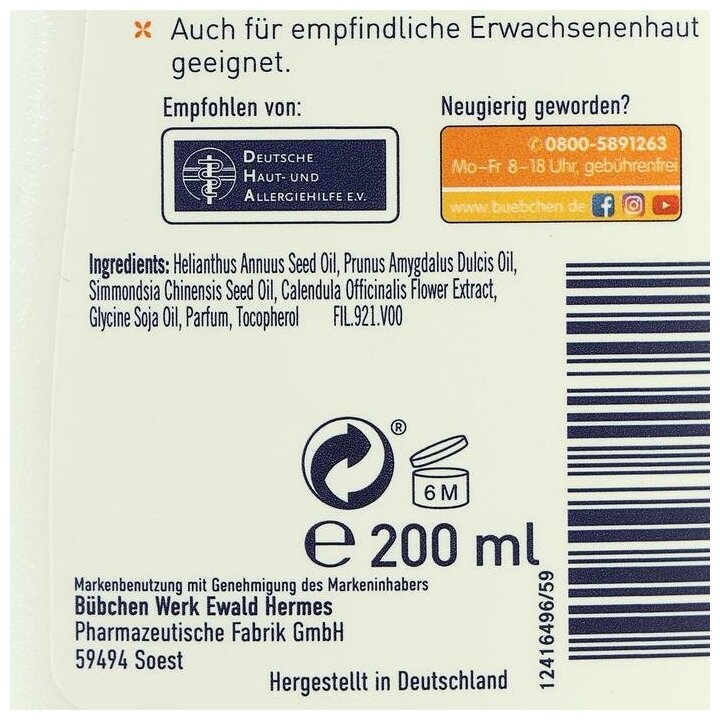 Auch für empfindliche Erwachsenenhaut
geeignet.
Empfohlen von:
DEUTSCHE
HAUT- UND
ALLERGIEHILFE E.V.
Neugierig geworden?
0800-5891263
Mo–Fr 8–18 Uhr, gebührenfrei
www.buebchen.de
Ingredients: Helianthus Annuus Seed Oil, Prunus Amygdalus Dulcis Oil,
Simmondsia Chinensis Seed Oil, Calendula Officinalis Flower Extract,
Glycine Soja Oil, Parfum, Tocopherol FIL.921.V00
®
6 M
℮ 200 ml
Markenbenutzung mit Genehmigung des Markeninhabers
Bübchen Werk Ewald Hermes
Pharmazeutische Fabrik GmbH
59494 Soest
Hergestellt in Deutschland
12416496/59